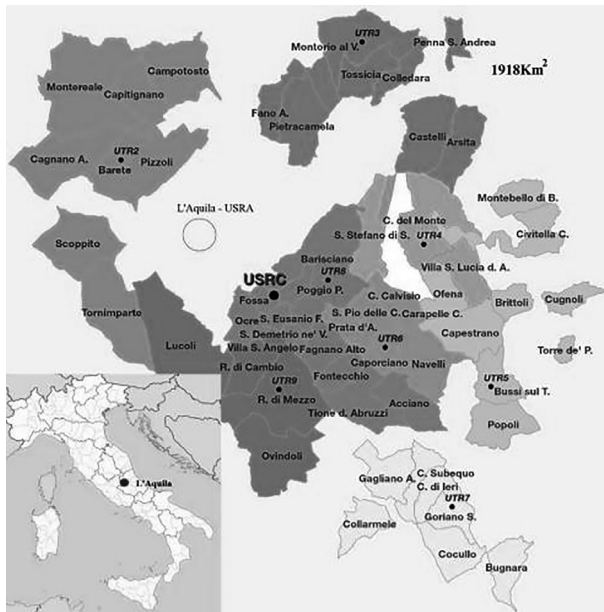 UTR3
Montorio al V.
Penna S. Andrea
1918Km²
Tossicia
Colledara
Fano A.
Pietracamela
Campotosto
Montereale
Capitignano
UTR2
Cagnano A.
Pizzoli
Barete
Castelli
Arsita
L'Aquila - USRA
Montebello di B.
C. del Monte
S. Stefano di S.
UTR4
Civitella C.
Scoppito
Barisciano
Villa S. Lucia d. A.
USRC
UTR8
Poggio P.
Fossa
C. Calvisio
Ofena
Brittoli
Cugnoli
Tornimparte
Ocre
S. Eusanio F.
S. Pio delle C.
Carapelle C.
Prata d'A.
S. Demetrio ne' V.
Capestrano
Lucoli
Villa S. Angelo
Fagnano Alto
UTR6
Torre de' P.
R. di Cambio
Caporciano
Navelli
Fontecchio
UTR9
UTR5
Bussi sul T.
R. di Mezzo
Acciano
Tione d. Abruzzi
Popoli
Ovindoli
C. Subequo
Gagliano A.
C. di Ieri
L'Aquila
UTR7
Goriano S.
Collarmele
Cocullo
Bugnara